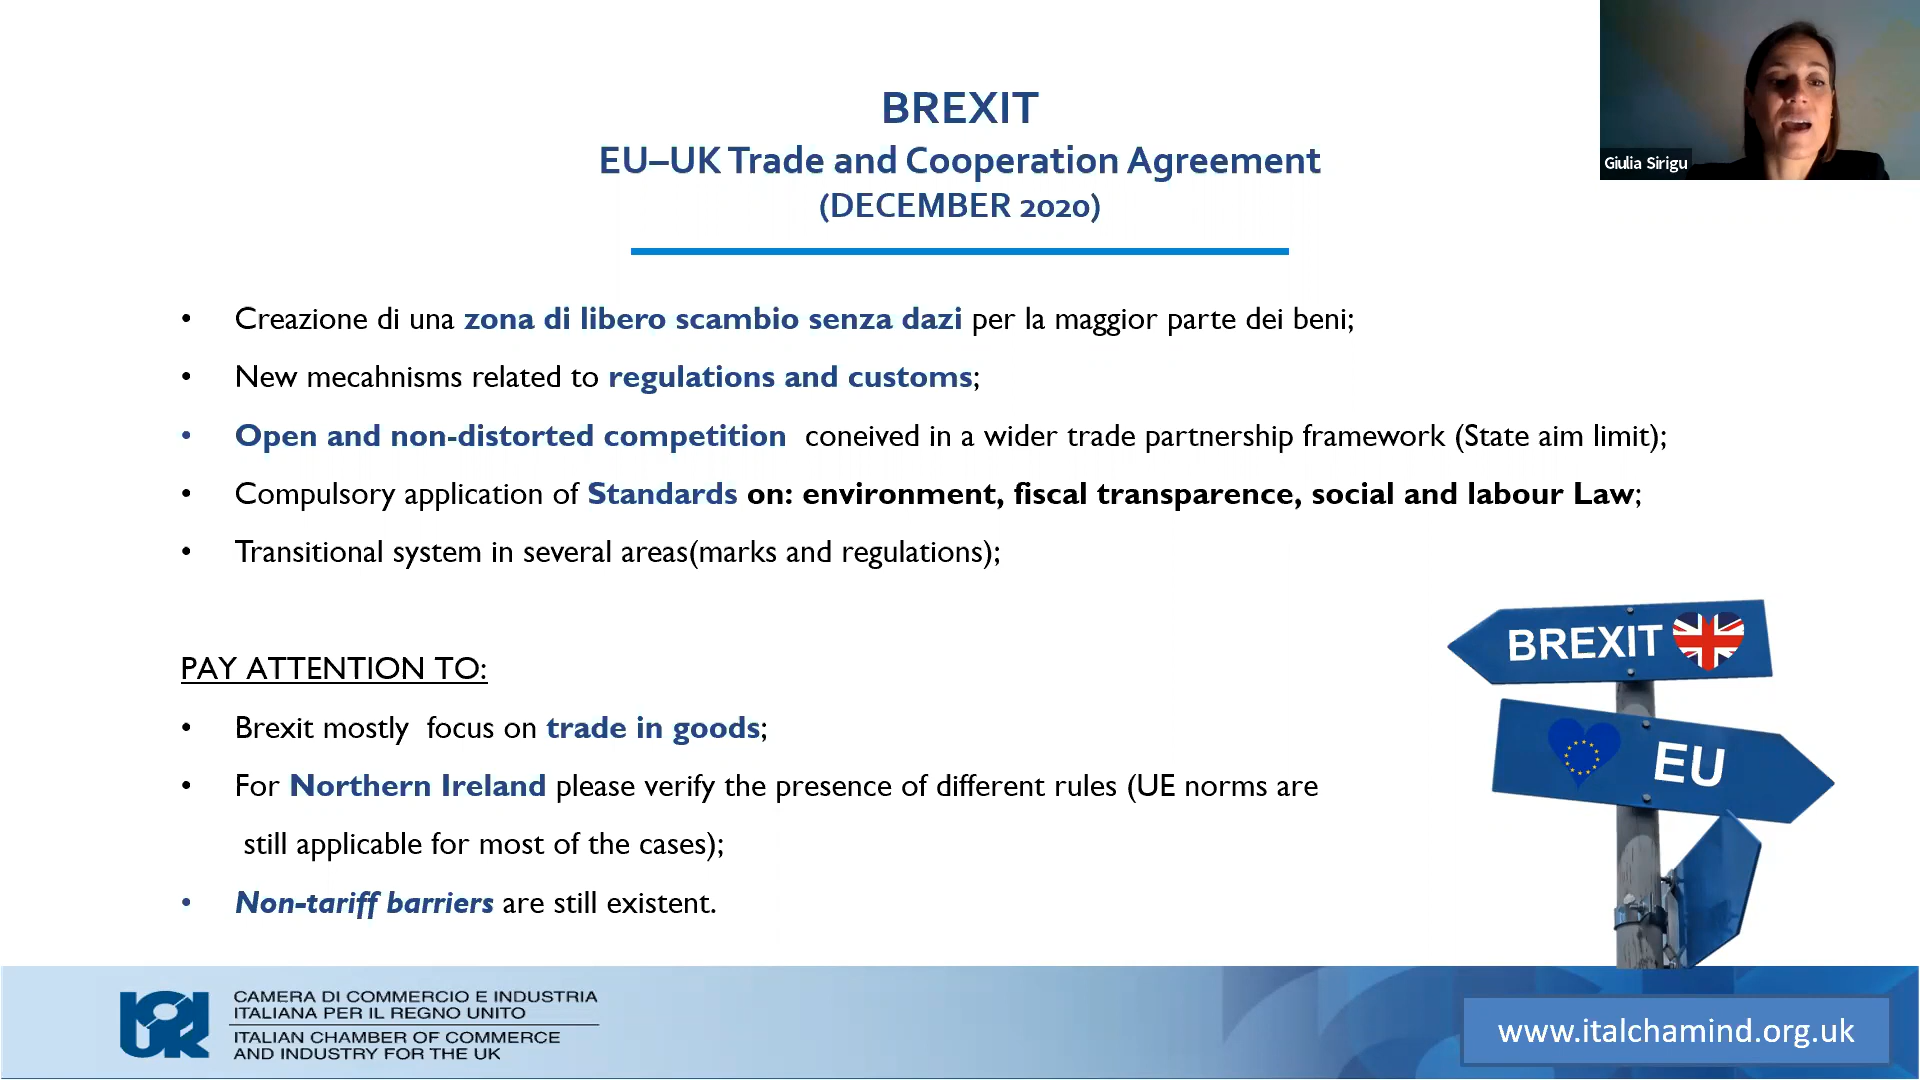 BREXIT
EU–UK Trade and Cooperation Agreement
(DECEMBER 2020)
Giulia Sirigu
• Creazione di una zona di libero scambio senza dazi per la maggior parte dei beni;
• New mecahnisms related to regulations and customs;
• Open and non-distorted competition coneived in a wider trade partnership framework (State aim limit);
• Compulsory application of Standards on: environment, fiscal transparence, social and labour Law;
• Transitional system in several areas(marks and regulations);
PAY ATTENTION TO:
• Brexit mostly focus on trade in goods;
• For Northern Ireland please verify the presence of different rules (UE norms are
still applicable for most of the cases);
• Non-tariff barriers are still existent.
BREXIT
EU
CAMERA DI COMMERCIO E INDUSTRIA
ITALIANA PER IL REGNO UNITO
ITALIAN CHAMBER OF COMMERCE
AND INDUSTRY FOR THE UK
www.italchamind.org.uk